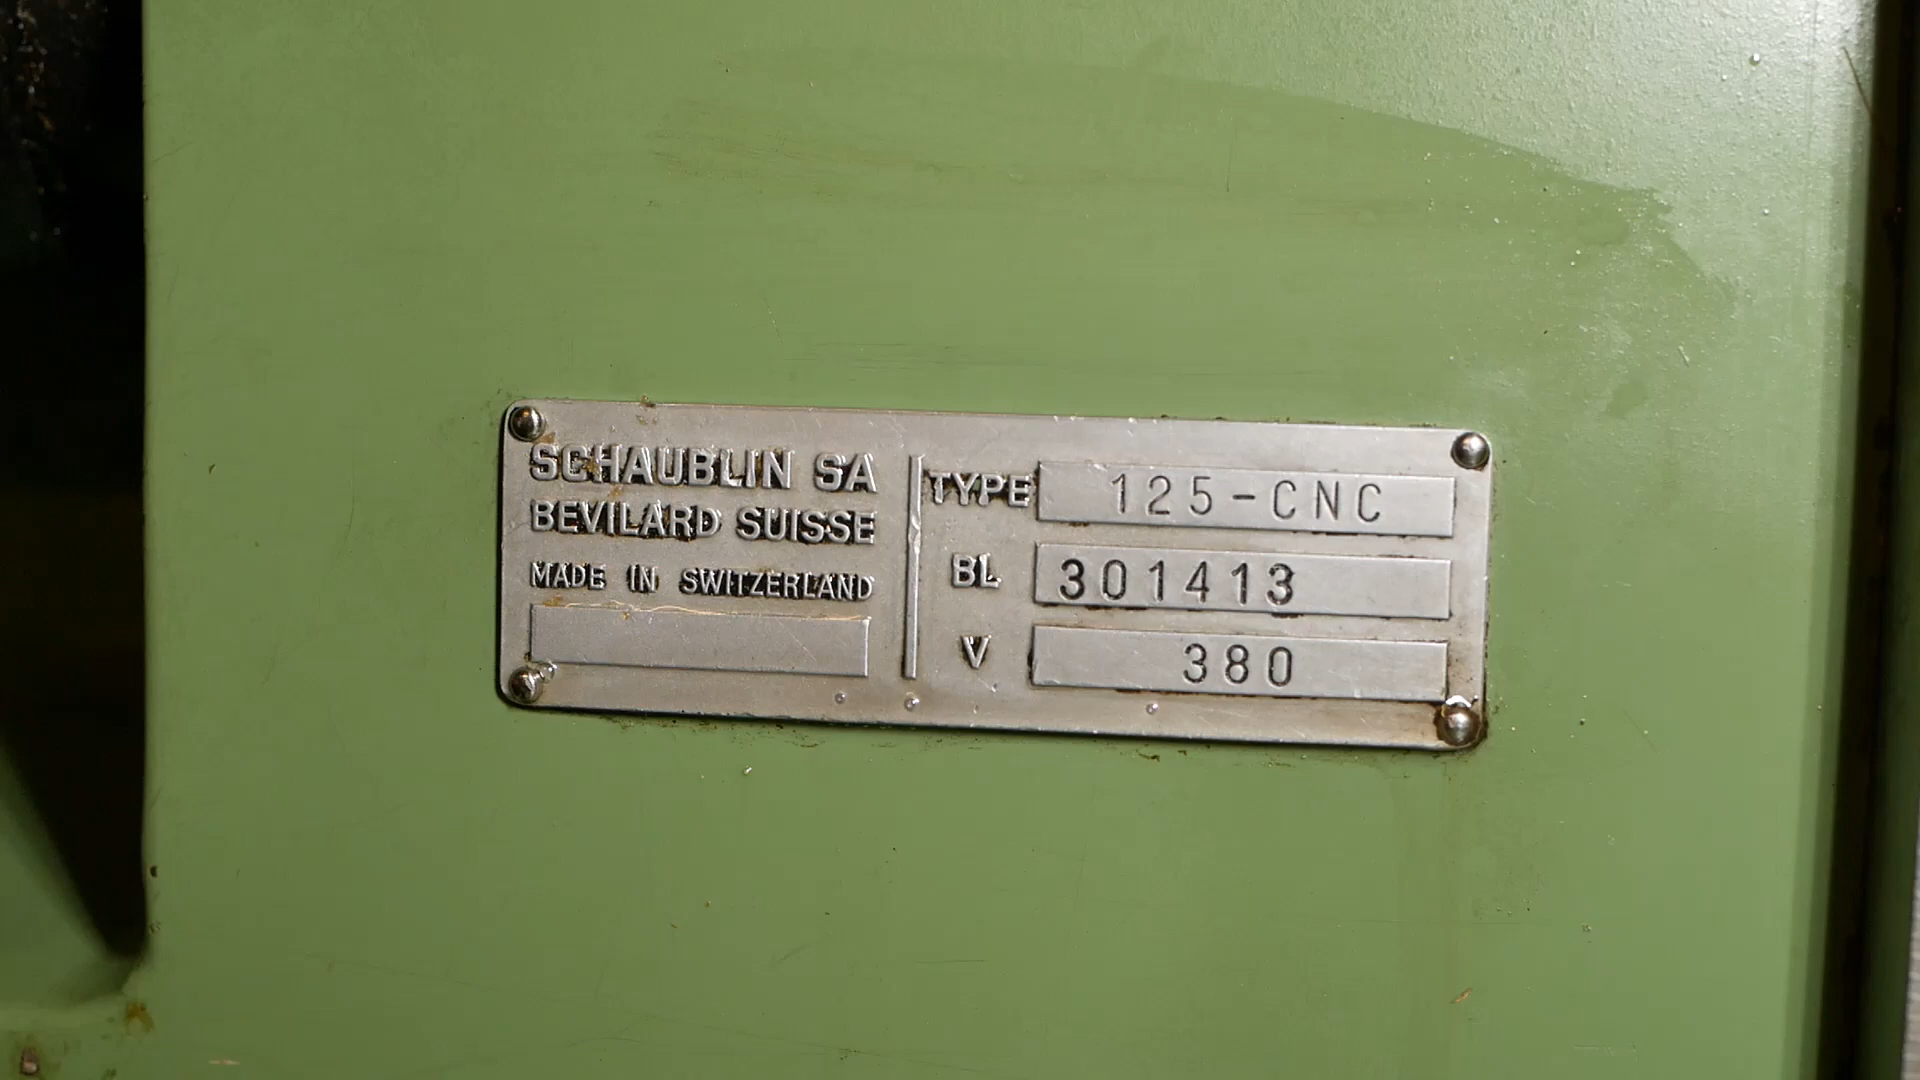 SCHAUBLIN SA
BEVILARD SUISSE
MADE IN SWITZERLAND
TYPE 125-CNC
BL 301413
V 380